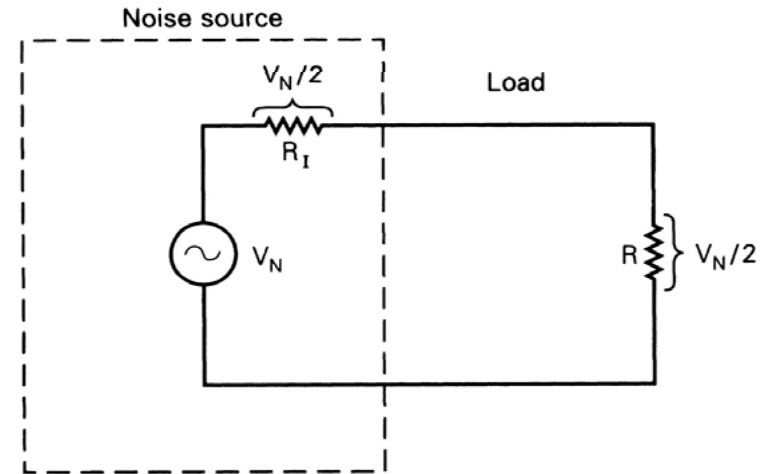 Noise source
V_N/2
Load
R_I
V_N
R
V_N/2